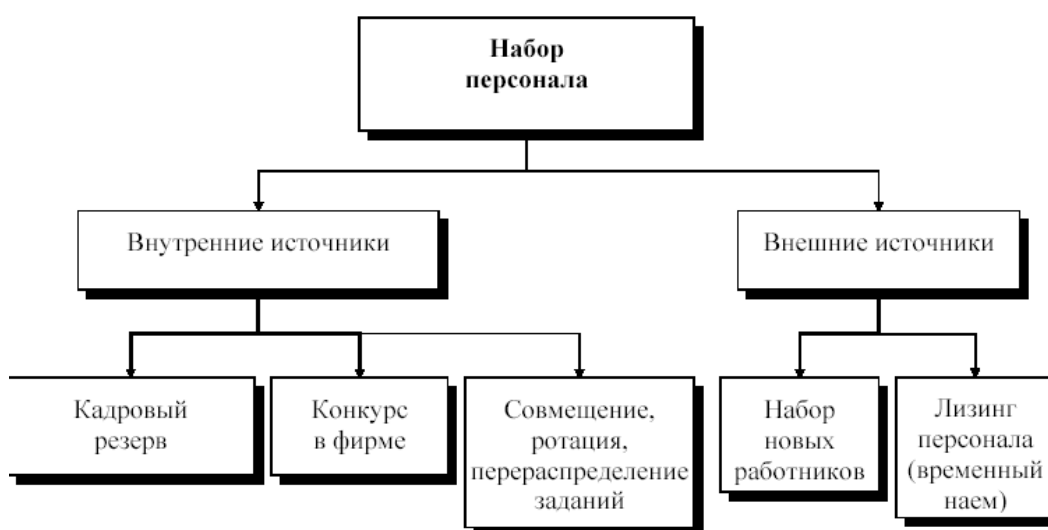 Набор
персонала
Внутренние источники
Внешние источники
Кадровый
резерв
Конкурс
в фирме
Совмещение,
ротация,
перераспределение
заданий
Набор
новых
работников
Лизинг
персонала
(временный
наем)